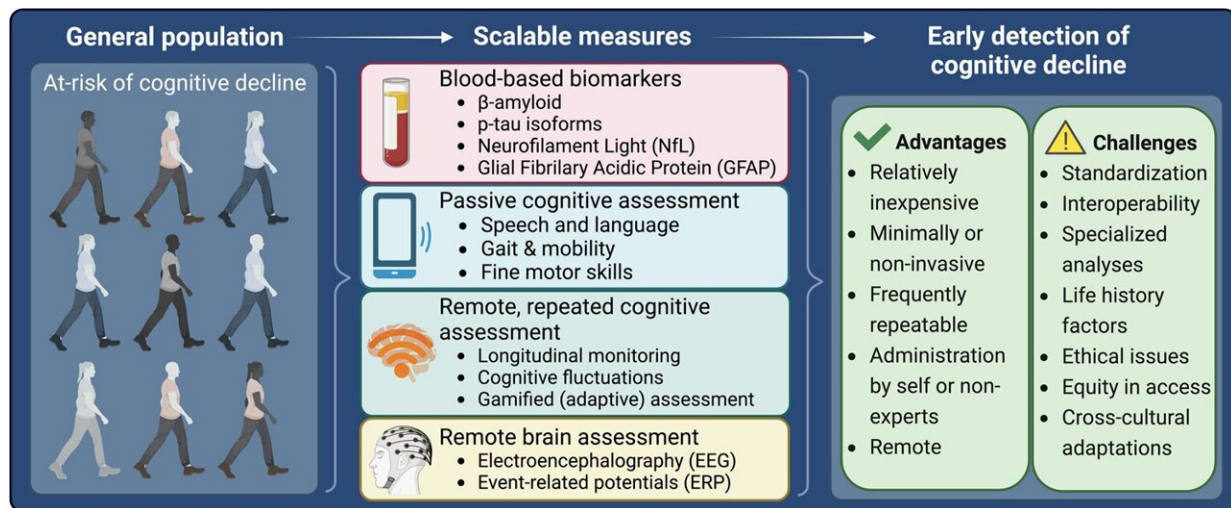 General population
Scalable measures
Early detection of
cognitive decline
At-risk of cognitive decline
Blood-based biomarkers
• β-amyloid
• p-tau isoforms
• Neurofilament Light (NfL)
• Glial Fibrilary Acidic Protein (GFAP)
Passive cognitive assessment
• Speech and language
• Gait & mobility
• Fine motor skills
Remote, repeated cognitive
assessment
• Longitudinal monitoring
• Cognitive fluctuations
• Gamified (adaptive) assessment
Remote brain assessment
• Electroencephalography (EEG)
• Event-related potentials (ERP)
Advantages
• Relatively
inexpensive
• Minimally or
non-invasive
• Frequently
repeatable
• Administration
by self or non-
experts
• Remote
Challenges
• Standardization
• Interoperability
• Specialized
analyses
• Life history
factors
• Ethical issues
• Equity in access
• Cross-cultural
adaptations